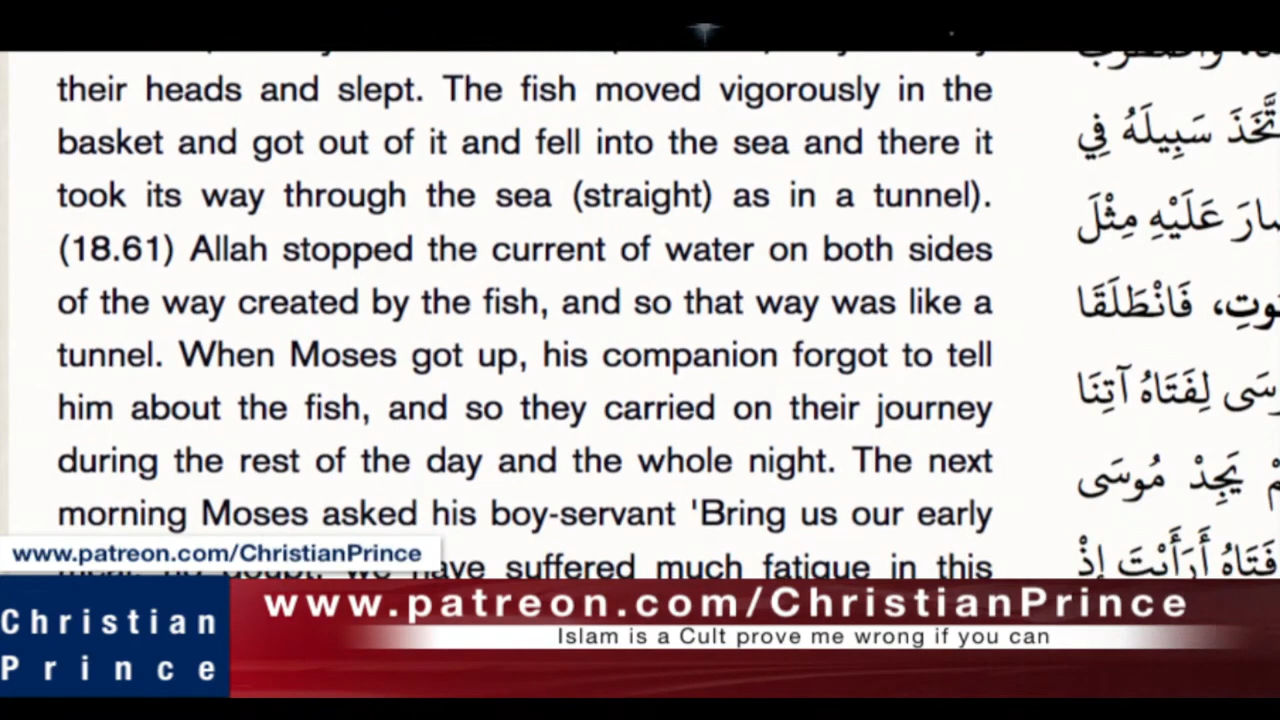 their heads and slept. The fish moved vigorously in the
basket and got out of it and fell into the sea and there it
took its way through the sea (straight) as in a tunnel).
(18.61) Allah stopped the current of water on both sides
of the way created by the fish, and so that way was like a
tunnel. When Moses got up, his companion forgot to tell
him about the fish, and so they carried on their journey
during the rest of the day and the whole night. The next
morning Moses asked his boy-servant 'Bring us our early
have suffered much fatigue in this
تَّخَذَ سَبِيلَهُ فِي
عَلَيْهِ مِثْلَ
فَانْطَلَقَا
لِفَتَاهُ آتِنَا
يَجِدْ مُوسَى
أَرَأَيْتَ إِذْ
www.patreon.com/ChristianPrince
Christian
Prince
www.patreon.com/ChristianPrince
Islam is a Cult prove me wrong if you can